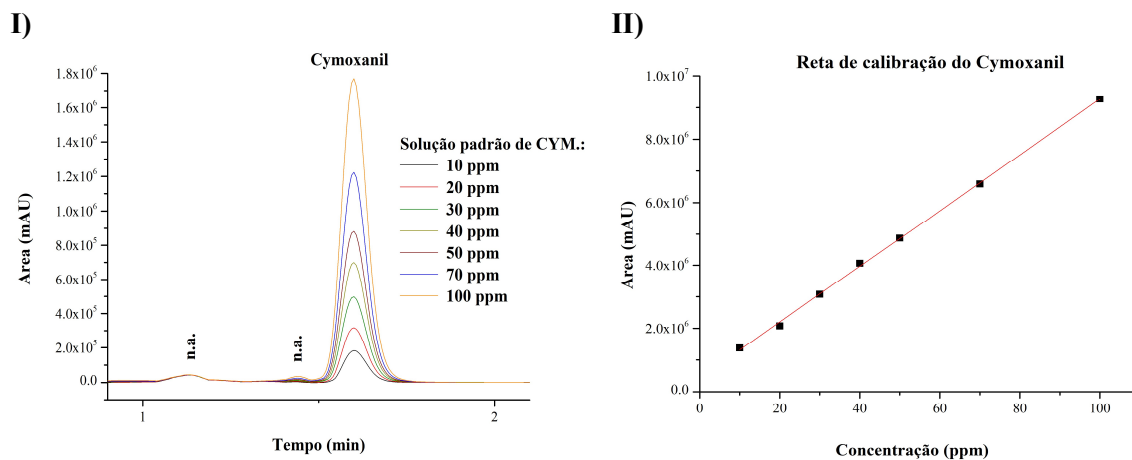 I)
Cymoxanil
1.8x10⁶
1.6x10⁶
1.4x10⁶
1.2x10⁶
1.0x10⁶
8.0x10⁵
6.0x10⁵
4.0x10⁵
2.0x10⁵
0.0
Area (mAU)
n.a.
n.a.
Solução padrão de CYM.:
10 ppm
20 ppm
30 ppm
40 ppm
50 ppm
70 ppm
100 ppm
1
2
Tempo (min)
II)
Reta de calibração do Cymoxanil
1.0x10⁷
8.0x10⁶
6.0x10⁶
4.0x10⁶
2.0x10⁶
0.0
Area (mAU)
0
20
40
60
80
100
Concentração (ppm)